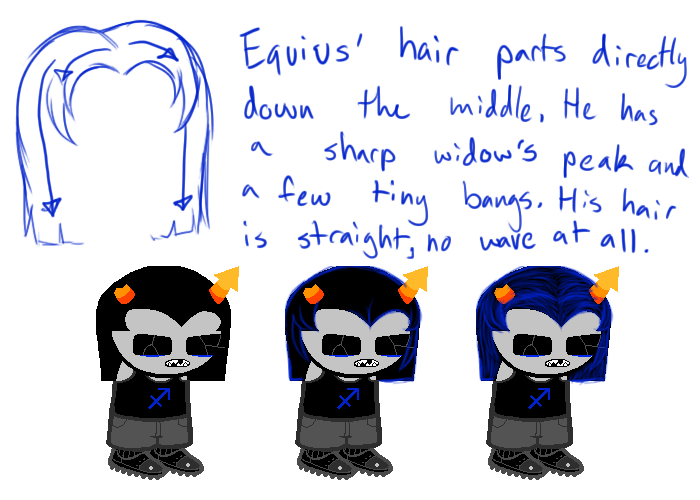 Equius' hair parts directly
down the middle. He has
a sharp widow's peak and
a few tiny bangs. His hair
is straight, no wave at all.